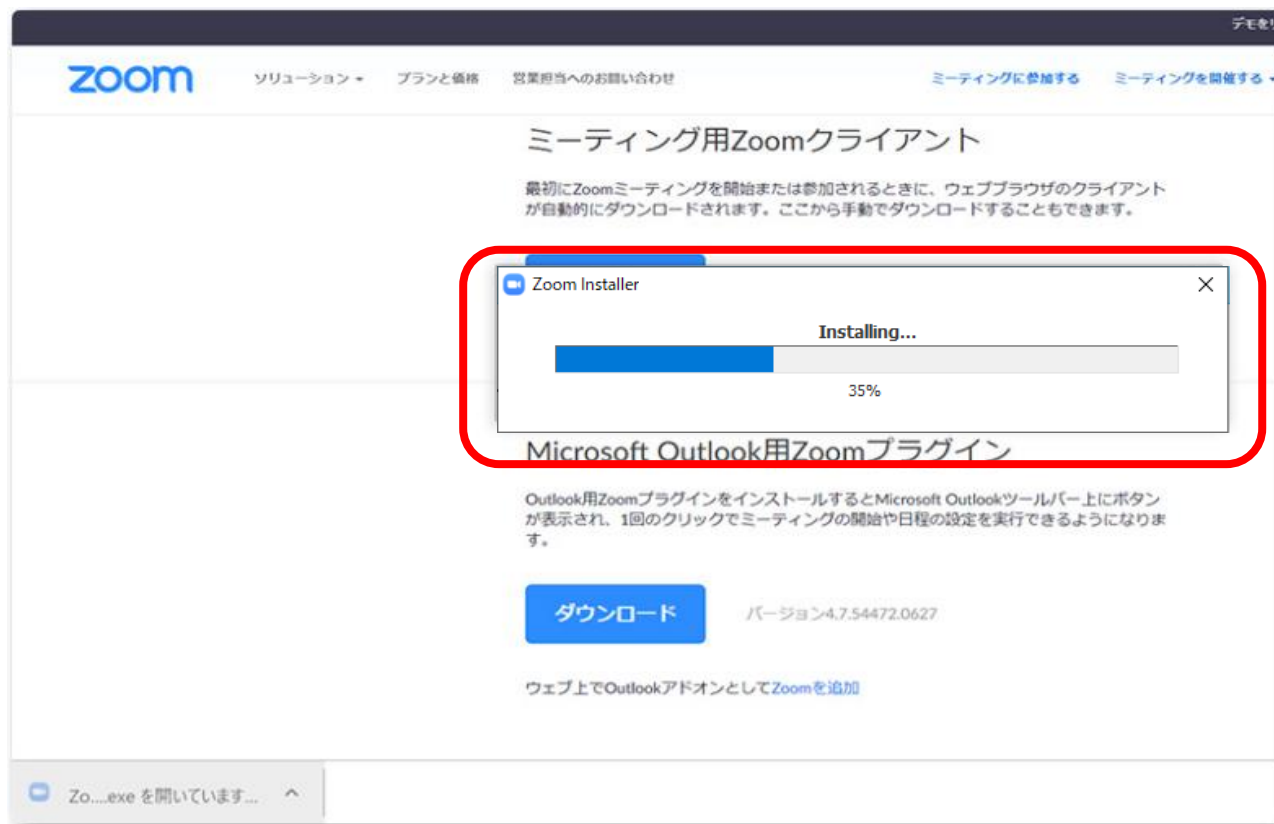 デモを
zoom
ソリューション
プランと価格
営業担当へのお問い合わせ
ミーティングに参加する
ミーティングを開催する
ミーティング用Zoomクライアント
最初にZoomミーティングを開始または参加されるときに、ウェブブラウザのクライアント
が自動的にダウンロードされます。ここから手動でダウンロードすることもできます。
Zoom Installer
Installing...
35%
Microsoft Outlook用Zoomプラグイン
Outlook用ZoomプラグインをインストールするとMicrosoft Outlookツールバー上にボタン
が表示され、1回のクリックでミーティングの開始や日程の設定を実行できるようになりま
す。
ダウンロード
バージョン4.7.54472.0627
ウェブ上でOutlookアドオンとしてZoomを追加
Zo....exe を開いています...